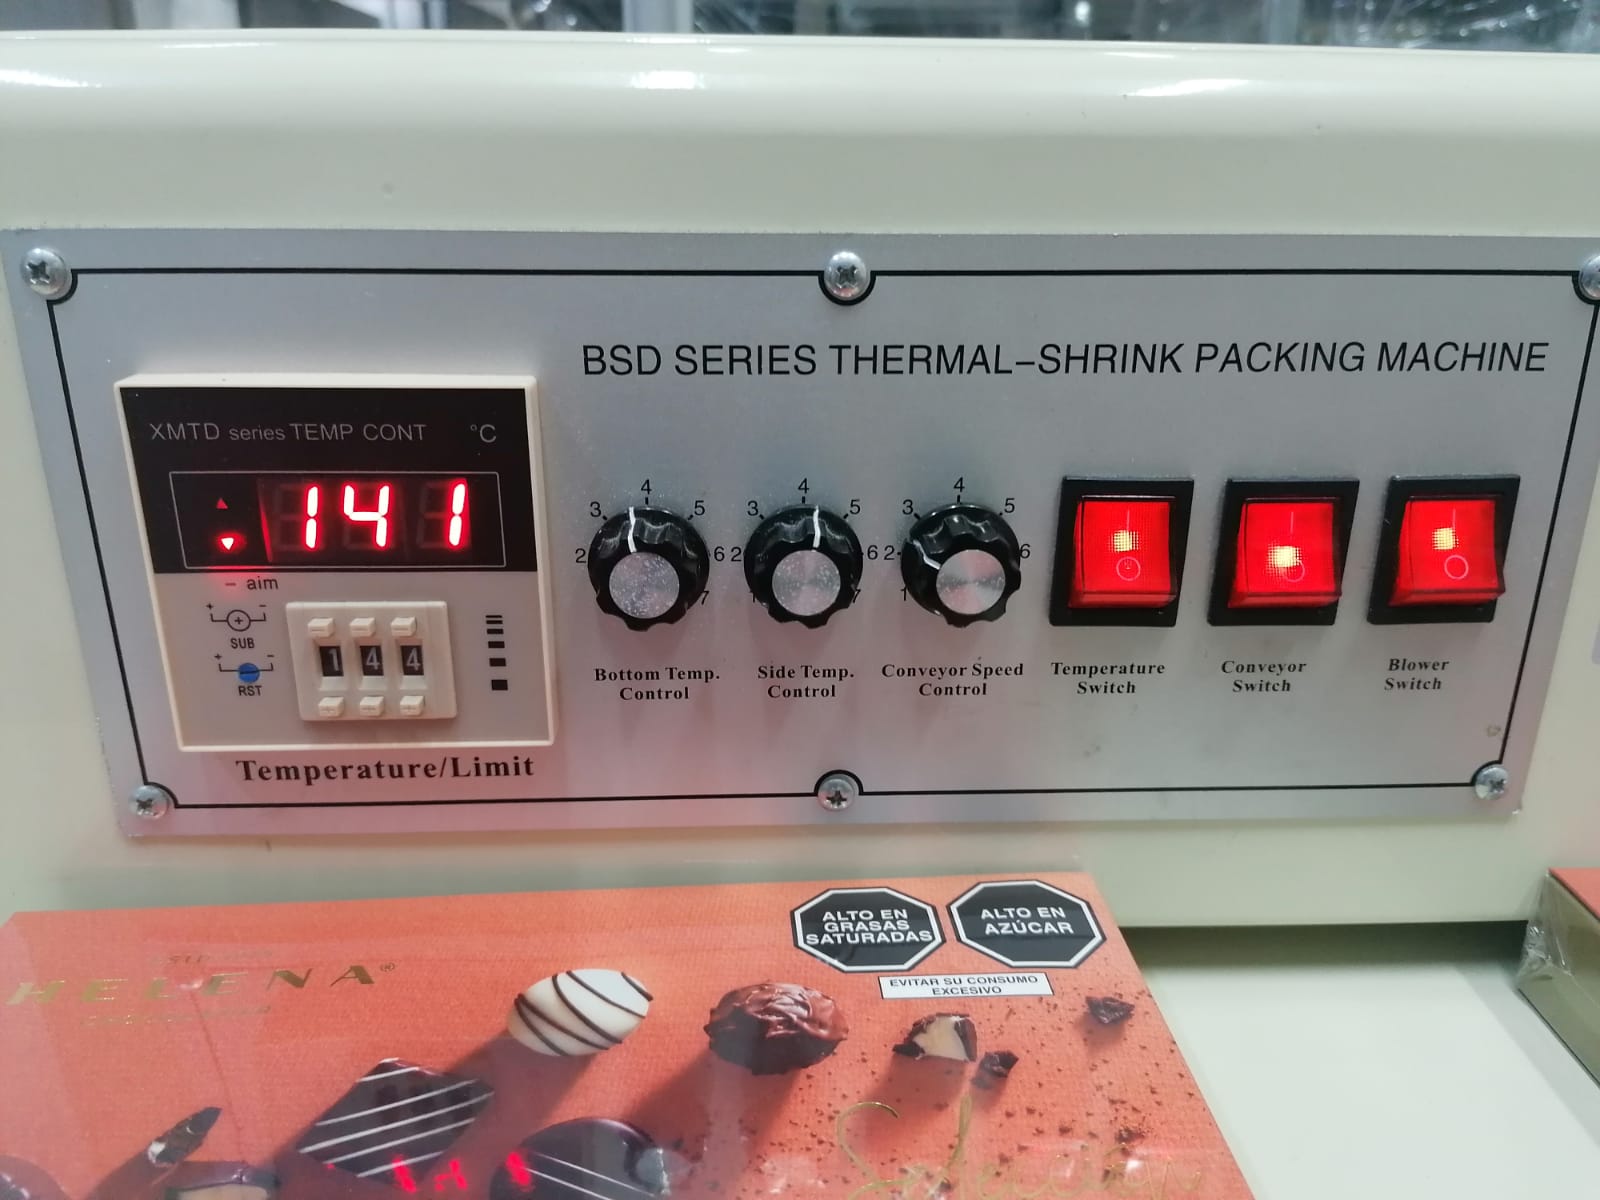 BSD SERIES THERMAL-SHRINK PACKING MACHINE
XMTD series TEMP CONT °C
141
- aim
+ -
SUB
+ -
RST
1 4 4
Temperature/Limit
2 3 4 5 6 7
Bottom Temp.
Control
1 2 3 4 5 6 7
Side Temp.
Control
1 2 3 4 5 6
Conveyor Speed
Control
Temperature
Switch
Conveyor
Switch
Blower
Switch
ALTO EN
GRASAS
SATURADAS
ALTO EN
AZÚCAR
EVITAR SU CONSUMO
EXCESIVO
HELENA®
Selección